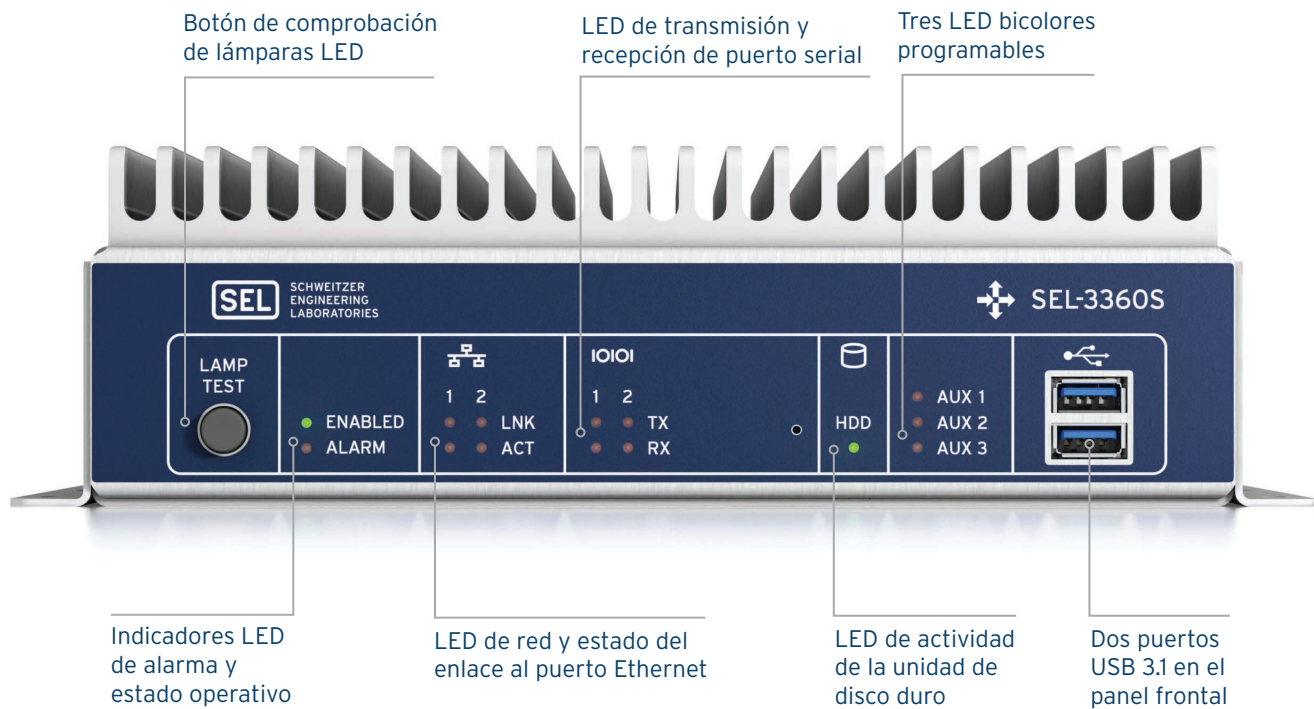 Botón de comprobación
de lámparas LED
LED de transmisión y
recepción de puerto serial
Tres LED bicolores
programables
SEL
SCHWEITZER
ENGINEERING
LABORATORIES
SEL-3360S
LAMP
TEST
ENABLED
ALARM
1 2
LNK
ACT
IOIOI
1 2
TX
RX
HDD
AUX 1
AUX 2
AUX 3
Indicadores LED
de alarma y
estado operativo
LED de red y estado del
enlace al puerto Ethernet
LED de actividad
de la unidad de
disco duro
Dos puertos
USB 3.1 en el
panel frontal